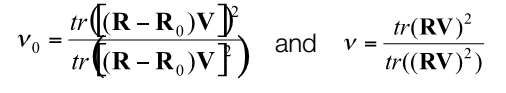 ν₀ = tr([(R − R₀)V])² / tr([(R − R₀)V]²) and ν = tr(RV)² / tr((RV)²)